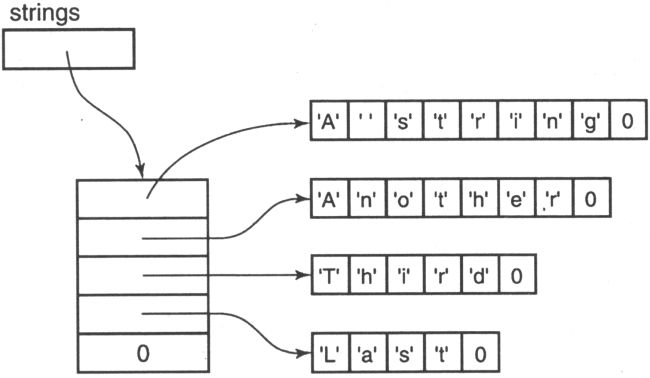 strings
'A' ' ' 's' 't' 'r' 'i' 'n' 'g' 0
'A' 'n' 'o' 't' 'h' 'e' 'r' 0
'T' 'h' 'i' 'r' 'd' 0
'L' 'a' 's' 't' 0
0